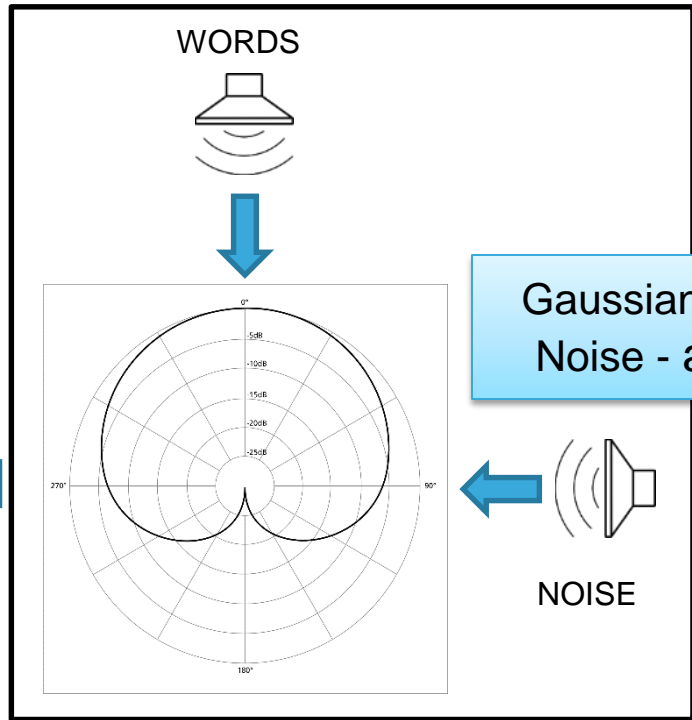 WORDS
Gaussian
Noise - a
0°
-5dB
-10dB
15dB
-20dB
-25dB
270°
90°
NOISE
180°